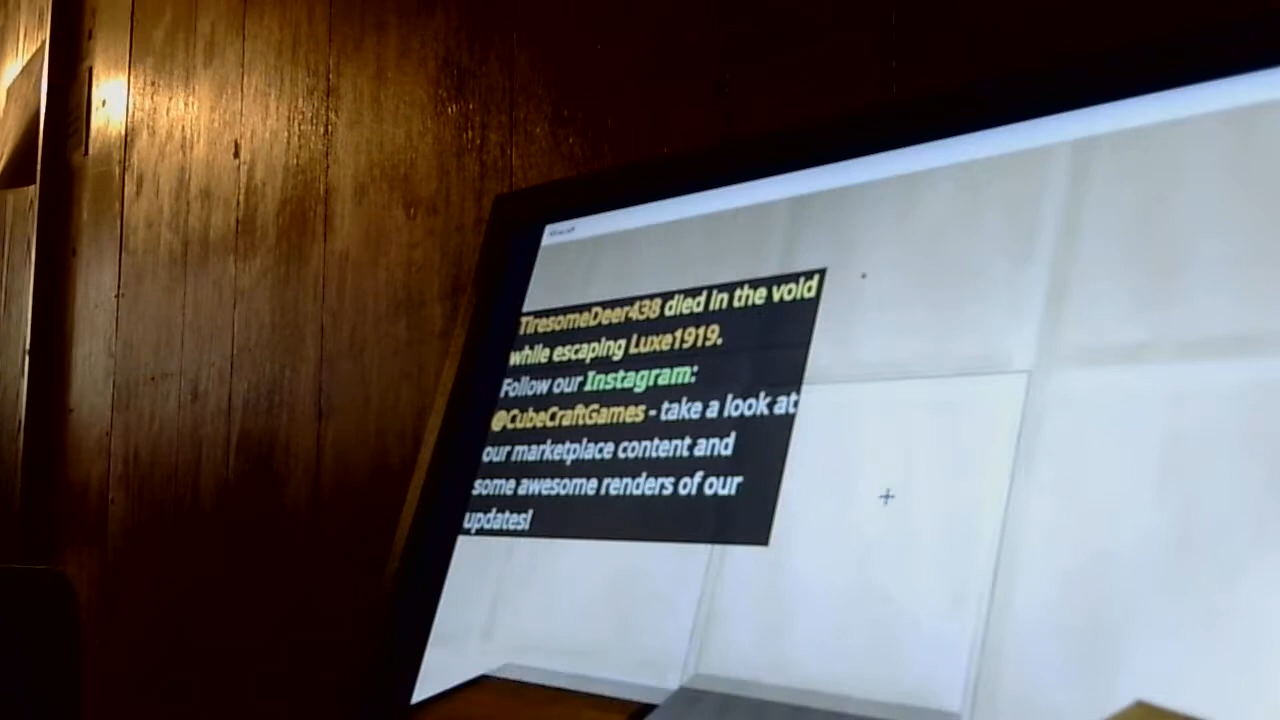 Minecraft
TiresomeDeer438 died in the void
while escaping Luxe1919.
Follow our Instagram:
@CubeCraftGames - take a look at
our marketplace content and
some awesome renders of our
updates!